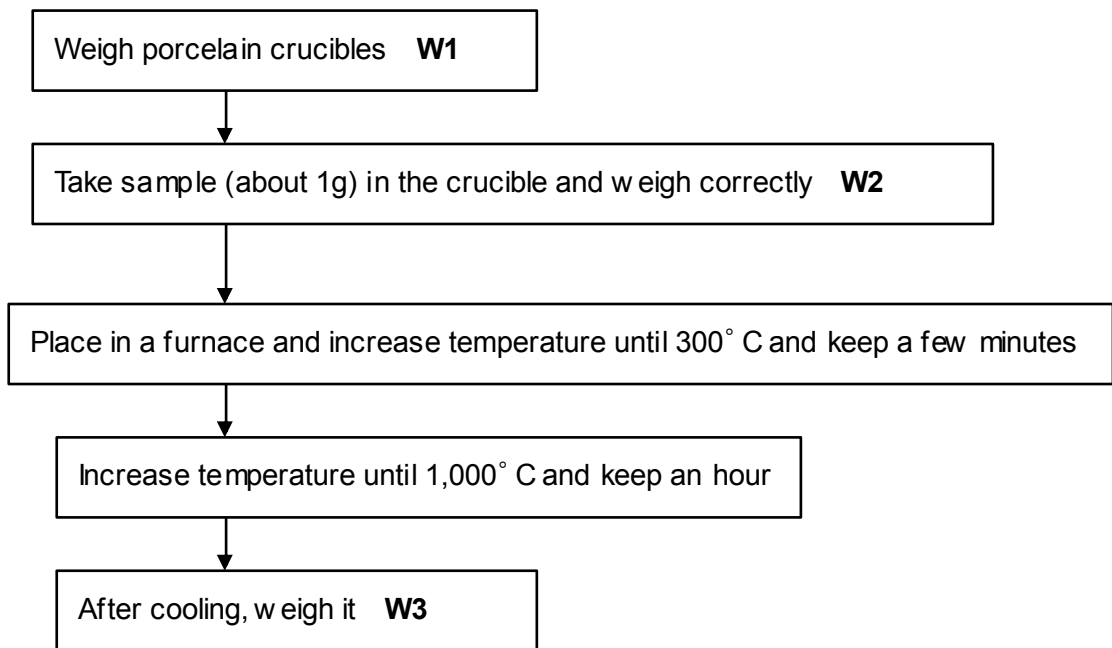 Weigh porcelain crucibles W1
Take sample (about 1g) in the crucible and weigh correctly W2
Place in a furnace and increase temperature until 300° C and keep a few minutes
Increase temperature until 1,000° C and keep an hour
After cooling, weigh it W3